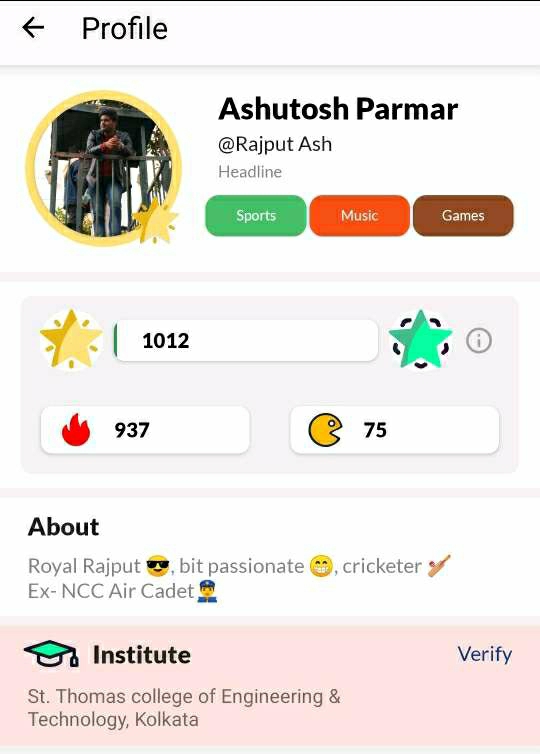 Profile
Ashutosh Parmar
@Rajput Ash
Headline
Sports Music Games
1012
937 75
About
Royal Rajput 😎, bit passionate 😁, cricketer 🏏
Ex- NCC Air Cadet👮‍♂️
Institute Verify
St. Thomas college of Engineering &
Technology, Kolkata